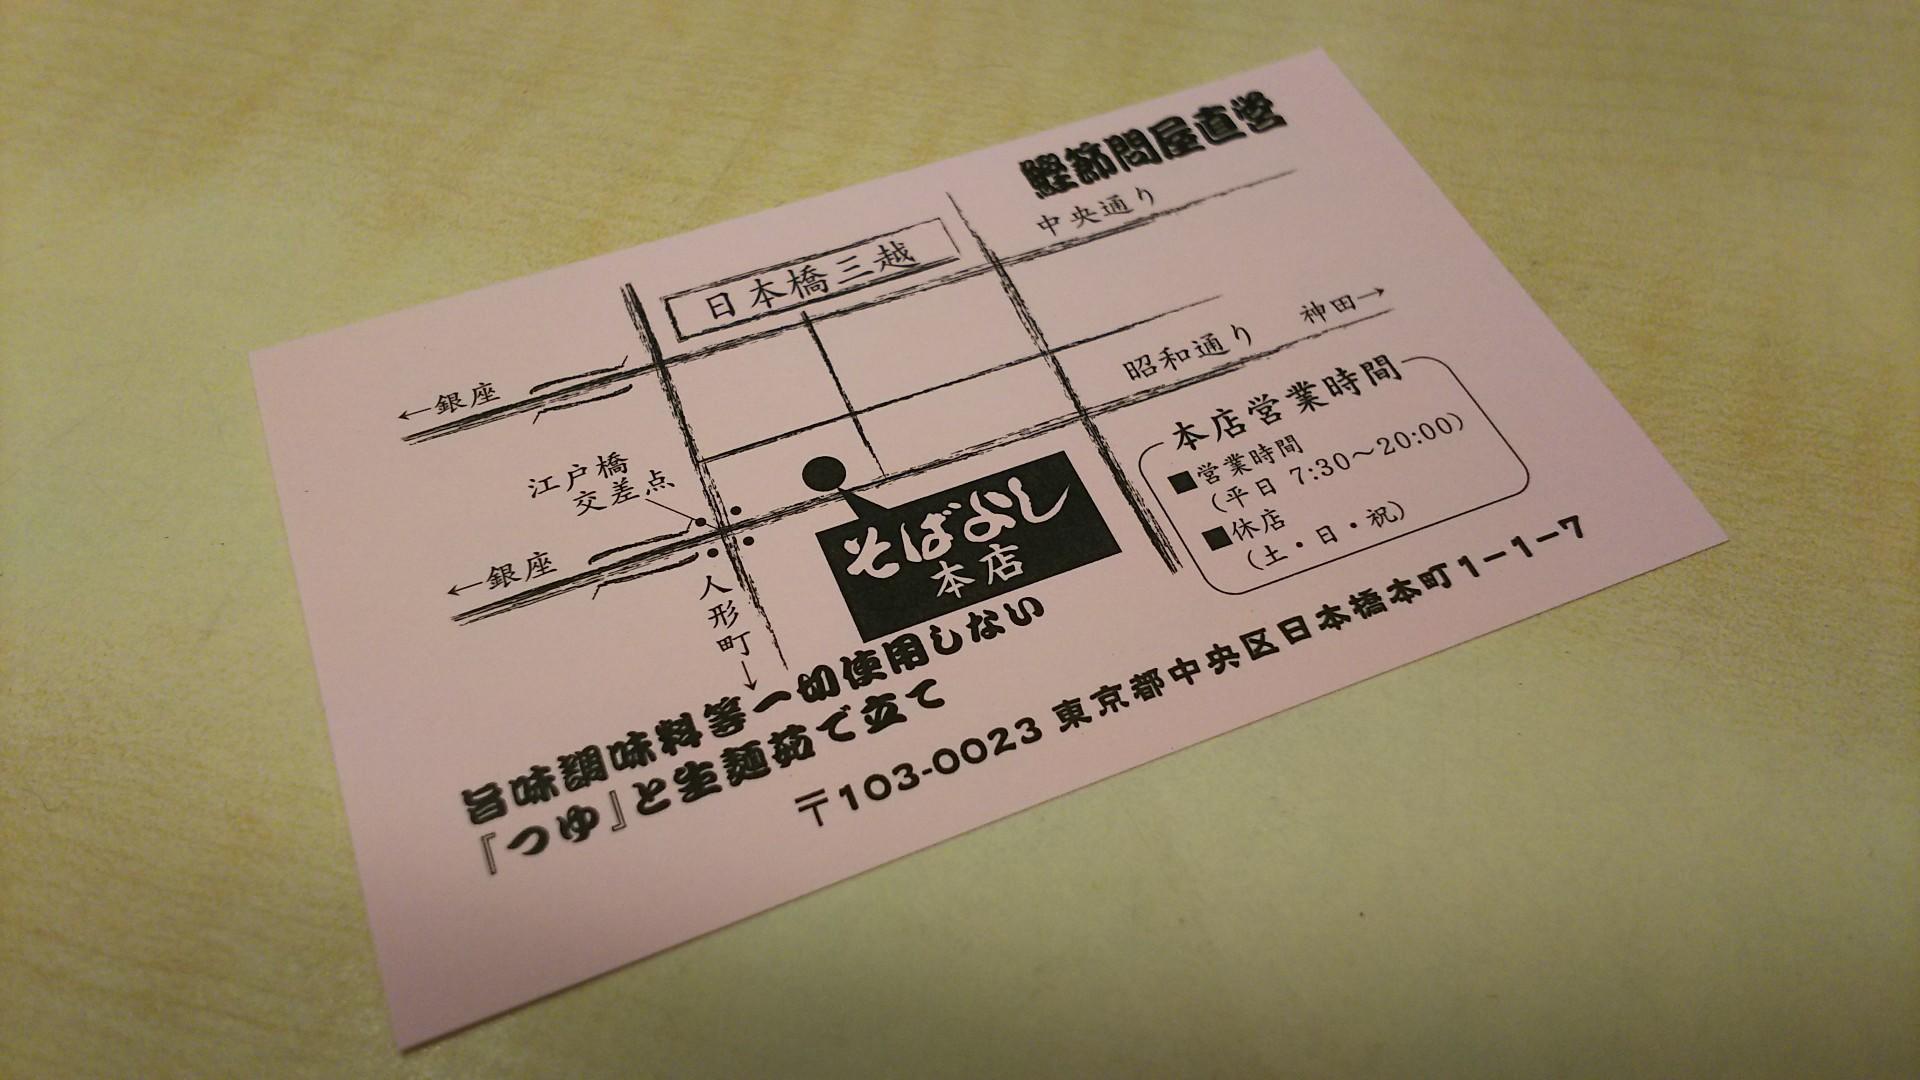 鰹節問屋直営
中央通り
日本橋三越
神田→
昭和通り
←銀座
江戸橋
交差点
←銀座
人形町
↓
そばよし
本店
本店営業時間
■営業時間
(平日 7:30〜20:00)
■休店
(土・日・祝)
旨味調味料等一切使用しない
『つゆ』と生麺茹で立て
〒103-0023 東京都中央区日本橋本町1-1-7